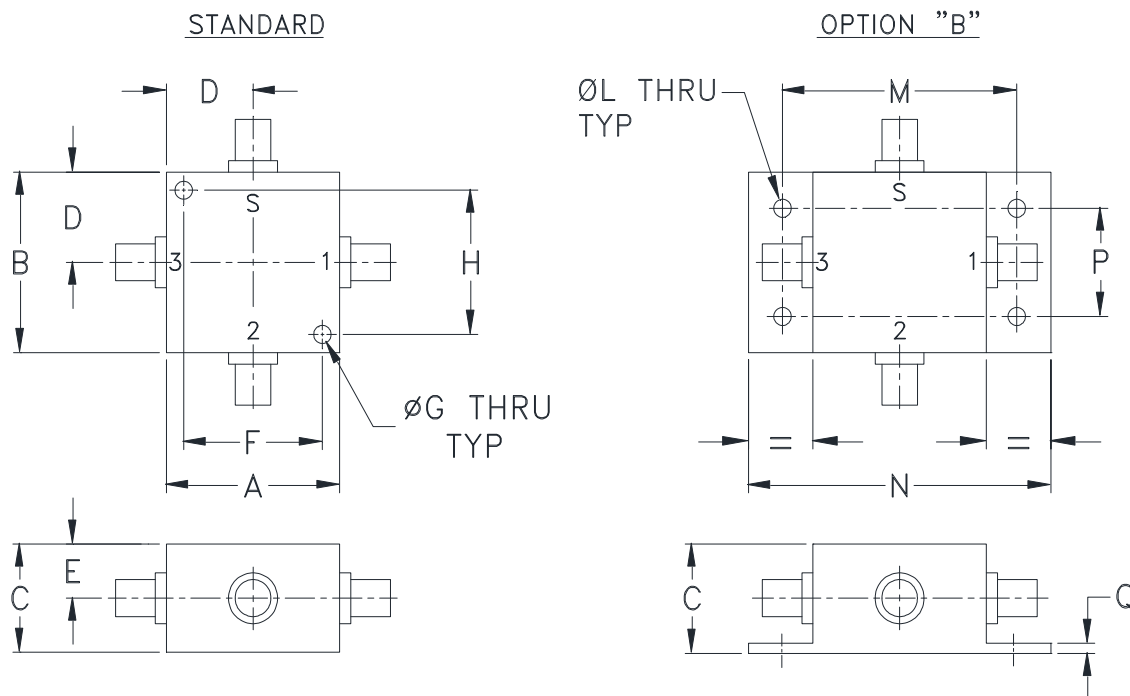 STANDARD
OPTION "B"
D
ØL THRU
TYP
M
D
S
S
B
3
1
H
3
1
P
2
2
ØG THRU
TYP
F
=
=
A
N
E
C
C
Q